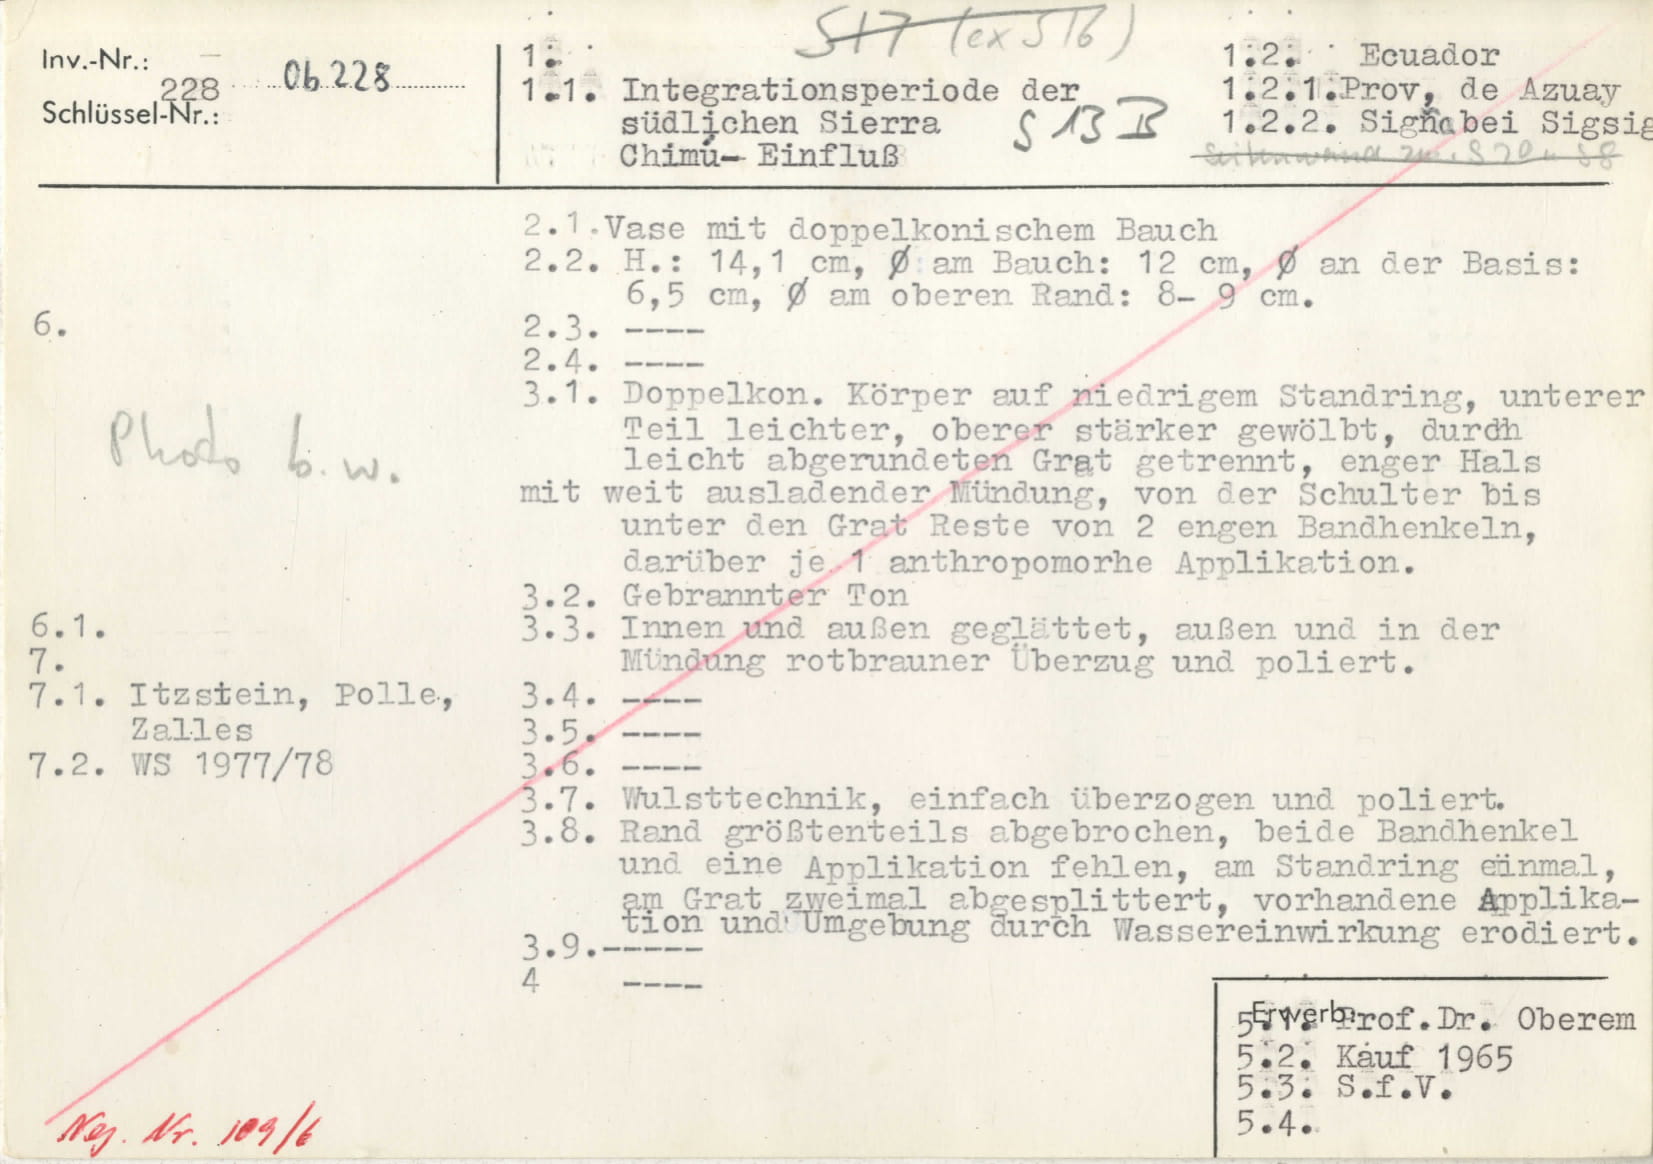 S17 (ex S16)
Inv.-Nr.: 228 Ob.228
Schlüssel-Nr.:
1.
1.1. Integrationsperiode der
südlichen Sierra
Chimú- Einfluß
S 13 B
1.2. Ecuador
1.2.1.Prov, de Azuay
1.2.2. Signa bei Sigsig
2.1.Vase mit doppelkonischem Bauch
2.2. H.: 14,1 cm, Ø am Bauch: 12 cm, Ø an der Basis:
6,5 cm, Ø am oberen Rand: 8- 9 cm.
6.
2.3. ----
2.4. ----
3.1. Doppelkon. Körper auf niedrigem Standring, unterer
Teil leichter, oberer stärker gewölbt, durdh
leicht abgerundeten Grat getrennt, enger Hals
mit weit ausladender Mündung, von der Schulter bis
unter den Grat Reste von 2 engen Bandhenkeln,
darüber je 1 anthropomorhe Applikation.
Photo b.w.
3.2. Gebrannter Ton
6.1.
3.3. Innen und außen geglättet, außen und in der
Mündung rotbrauner Überzug und poliert.
7.
7.1. Itzstein, Polle,
Zalles
7.2. WS 1977/78
3.4. ----
3.5. ----
3.6. ----
3.7. Wulsttechnik, einfach überzogen und poliert.
3.8. Rand größtenteils abgebrochen, beide Bandhenkel
und eine Applikation fehlen, am Standring einmal,
am Grat zweimal abgesplittert, vorhandene Applika-
tion und Umgebung durch Wassereinwirkung erodiert.
3.9.-----
4 ----
Erwerb:
5.1. Prof.Dr. Oberem
5.2. Kauf 1965
5.3. S.f.V.
5.4.
Neg. Nr. 109/6